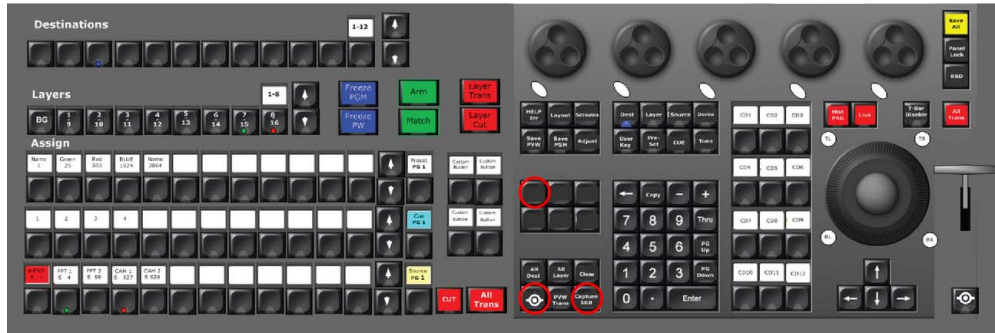 Destinations
1-12
Save All
Panel Lock
KBD
Layers
1-8
Freeze PGM
Arm
Layer Trans
BG
1 9
2 10
3 11
4 12
5 13
6 14
7 15
8 16
Freeze PW
Match
Layer Cut
Assign
Name 1
Green 25
Red 833
BLUE 1024
Name 2064
Preset PG 1
Custom Button
Custom Button
1
2
3
4
Cue PG 1
Custom Button
Custom Button
PPT 1 S 4
PPT 2
CAM 1 S 527
CAM 2 S 528
Source PG 1
CUT
All Trans
HELP Err
Layout
Screens
Dest
Layer
Source
Save PVW
Save PGM
Adjust
User Key
Pre- Set
CUE
Time
Copy
-
+
7
8
9
Thru
4
5
6
PG Up
1
2
3
PG Down
0
.
Enter
All Dest
All Layer
Clear
PVW Trans
Capture Still
CD1
CD2
CD3
CD4
CD5
CD6
CD7
CD8
CD9
CD10
CD11
CD12
Mod PRG
Live
T-Bar Disable
All Trans
TL
TR
BL
BR